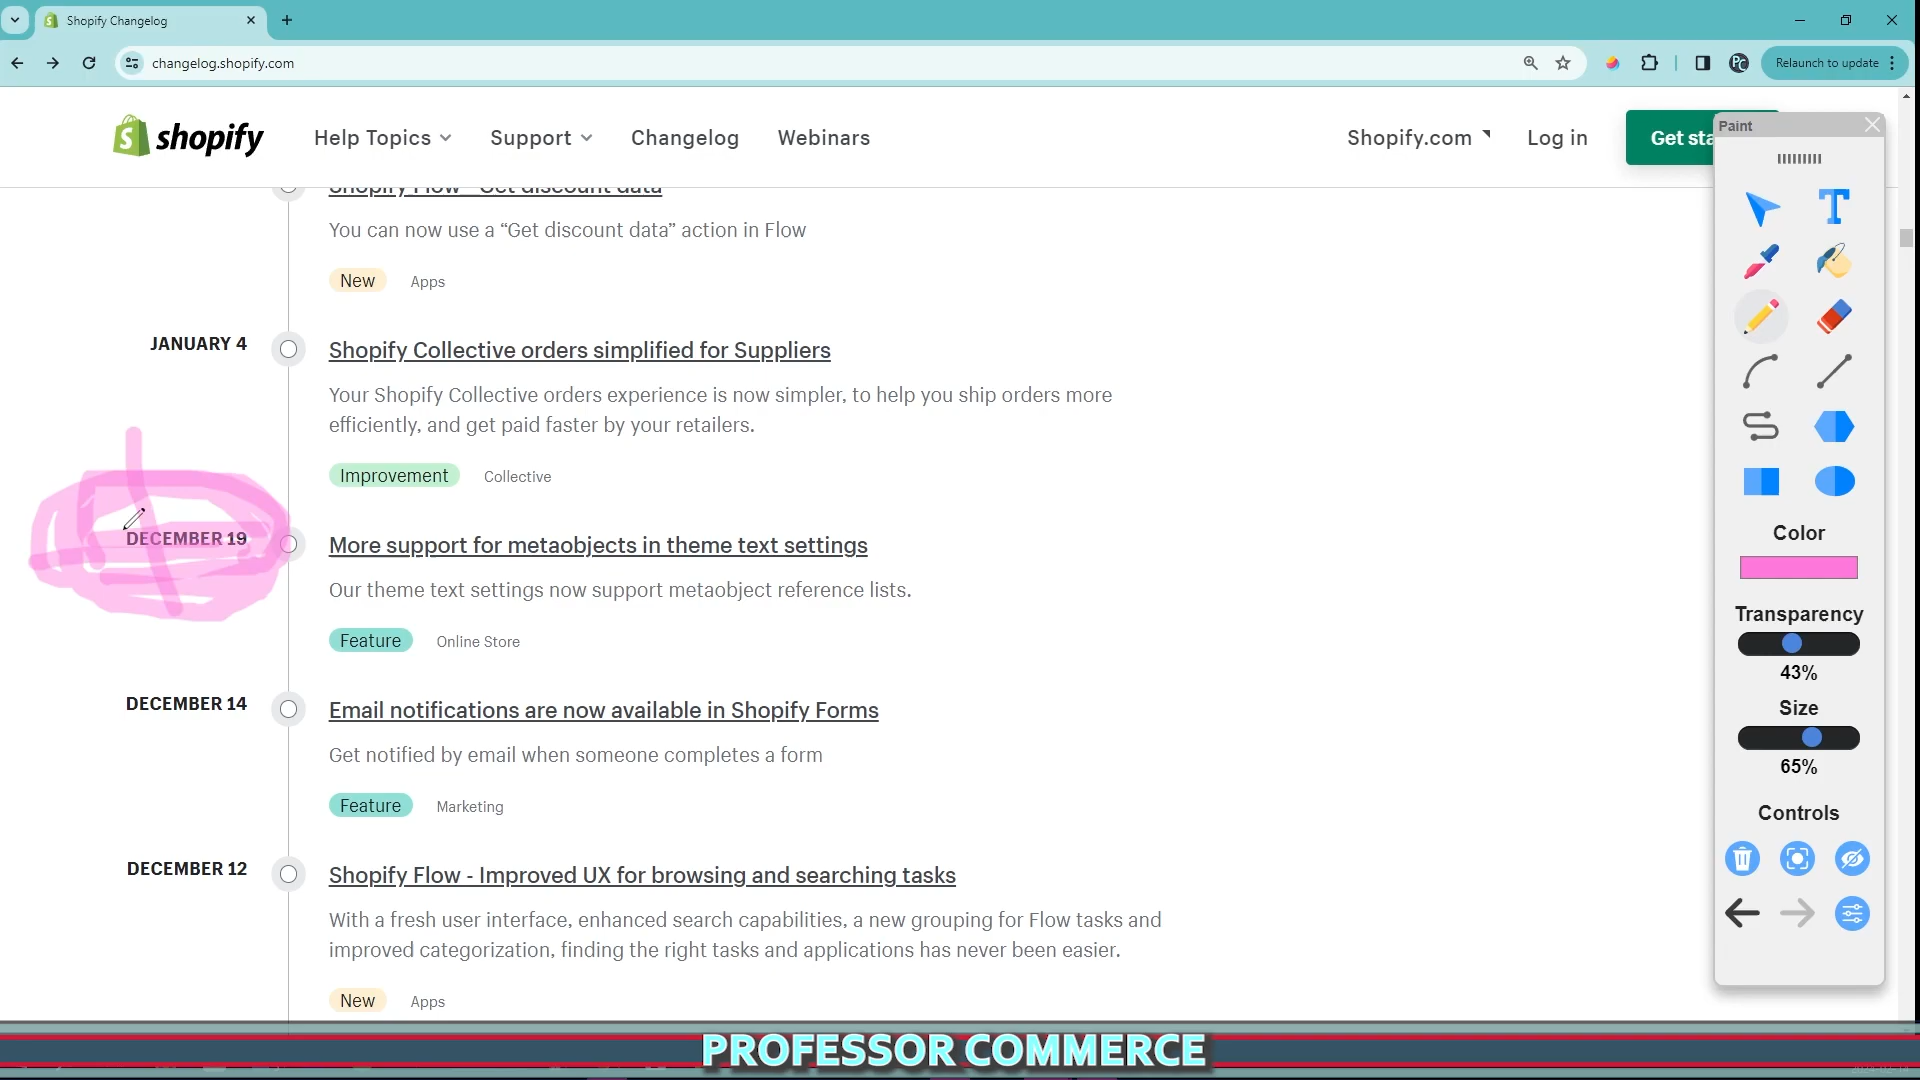 Shopify Changelog
changelog.shopify.com
Relaunch to update
shopify
Help Topics
Support
Changelog
Webinars
Shopify.com
Log in
Get sta
Paint
Shopify Flow - Get discount data
You can now use a “Get discount data” action in Flow
New Apps
JANUARY 4
Shopify Collective orders simplified for Suppliers
Your Shopify Collective orders experience is now simpler, to help you ship orders more
efficiently, and get paid faster by your retailers.
Improvement Collective
DECEMBER 19
More support for metaobjects in theme text settings
Our theme text settings now support metaobject reference lists.
Feature Online Store
DECEMBER 14
Email notifications are now available in Shopify Forms
Get notified by email when someone completes a form
Feature Marketing
DECEMBER 12
Shopify Flow - Improved UX for browsing and searching tasks
With a fresh user interface, enhanced search capabilities, a new grouping for Flow tasks and
improved categorization, finding the right tasks and applications has never been easier.
New Apps
T
Color
Transparency
43%
Size
65%
Controls
PROFESSOR COMMERCE